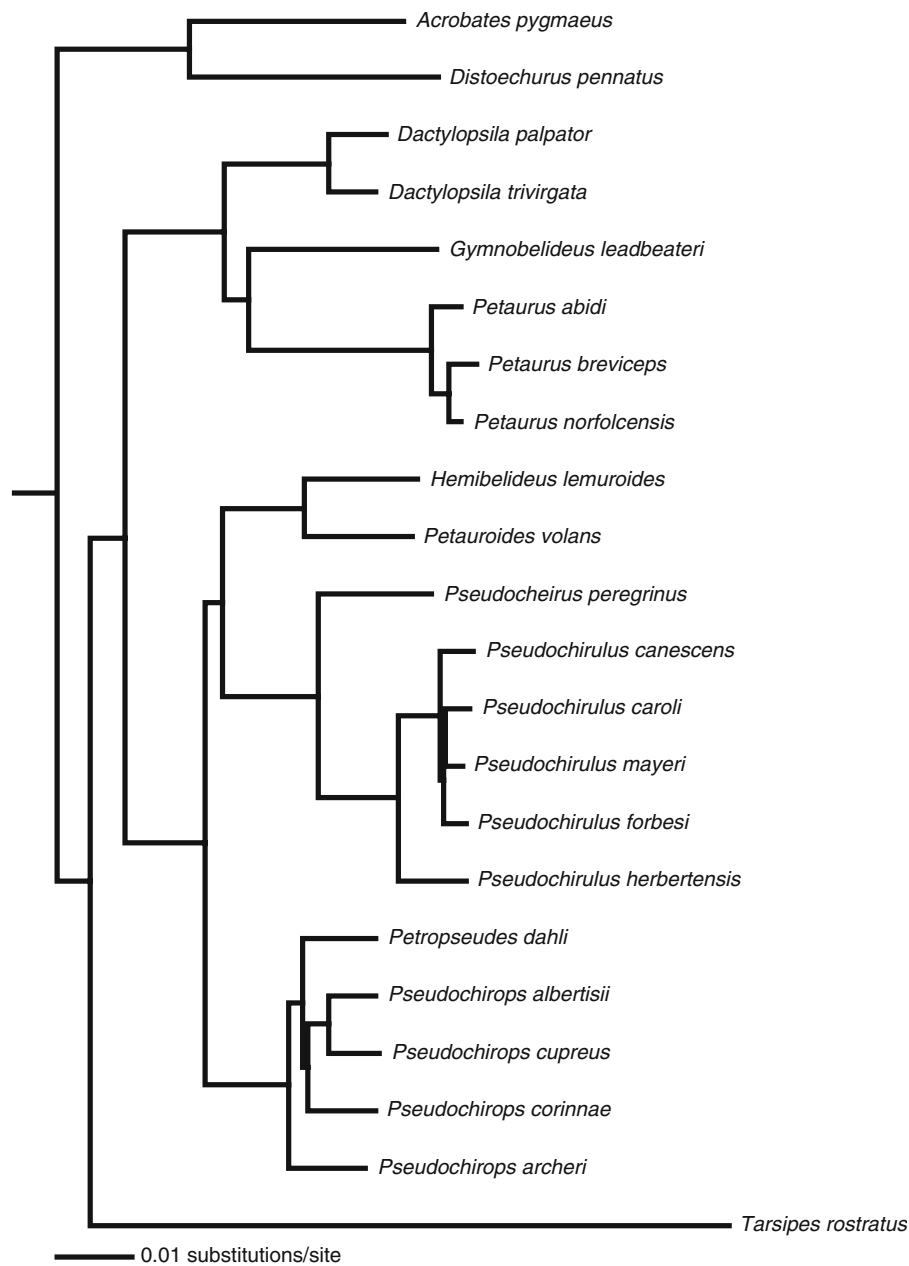 Acrobates pygmaeus
Distoechurus pennatus
Dactylopsila palpator
Dactylopsila trivirgata
Gymnobelideus leadbeateri
Petaurus abidi
Petaurus breviceps
Petaurus norfolcensis
Hemibelideus lemuroides
Petauroides volans
Pseudocheirus peregrinus
Pseudochirulus canescens
Pseudochirulus caroli
Pseudochirulus mayeri
Pseudochirulus forbesi
Pseudochirulus herbertensis
Petropseudes dahli
Pseudochirops albertisii
Pseudochirops cupreus
Pseudochirops corinnae
Pseudochirops archeri
Tarsipes rostratus
0.01 substitutions/site